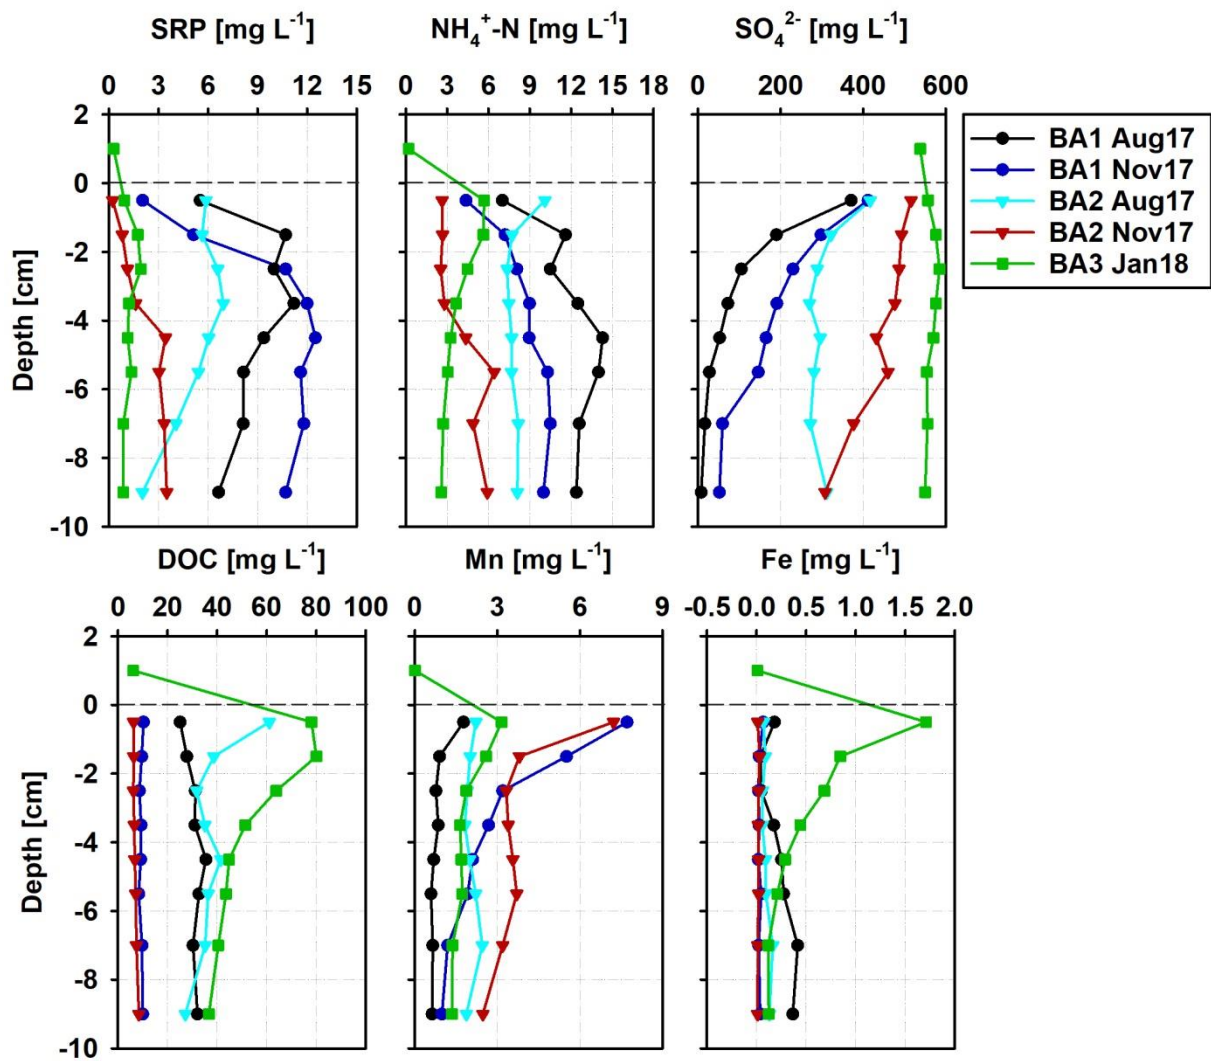 SRP [mg L⁻¹] NH₄⁺-N [mg L⁻¹] SO₄²⁻ [mg L⁻¹]
0 3 6 9 12 15 0 3 6 9 12 15 18 0 200 400 600
2
0
-2
-4
-6
-8
-10
Depth [cm]
BA1 Aug17
BA1 Nov17
BA2 Aug17
BA2 Nov17
BA3 Jan18
DOC [mg L⁻¹] Mn [mg L⁻¹] Fe [mg L⁻¹]
0 20 40 60 80 100 0 3 6 9 -0.5 0.0 0.5 1.0 1.5 2.0
2
0
-2
-4
-6
-8
-10
Depth [cm]